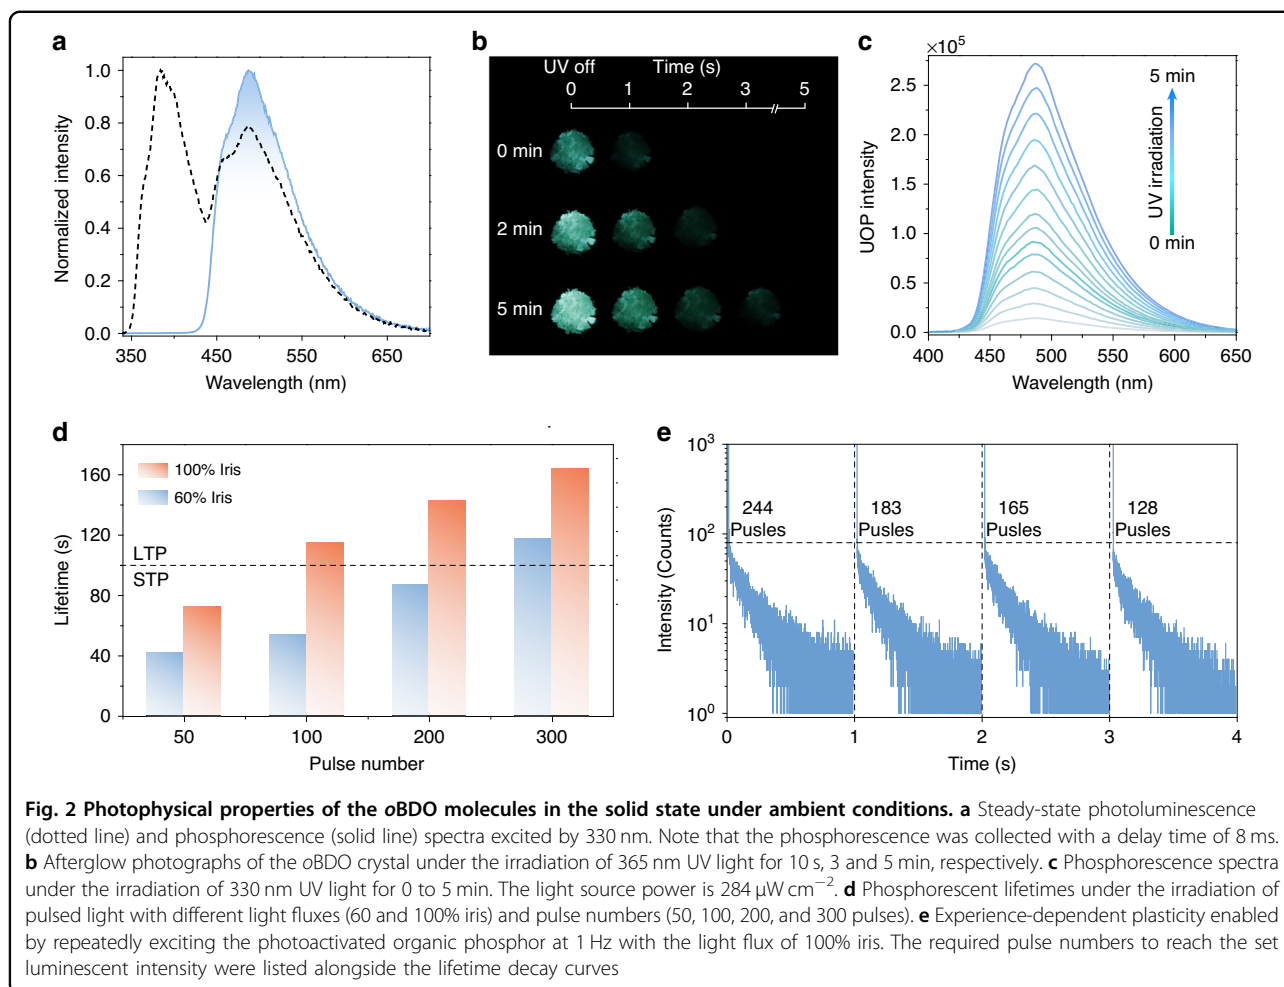 a
1.0
0.8
0.6
0.4
0.2
0.0
Normalized intensity
350
450
550
650
Wavelength (nm)
b
UV off
Time (s)
0
1
2
3
5
0 min
2 min
5 min
c
×10⁵
2.5
2.0
1.5
1.0
0.5
0.0
UOP intensity
5 min
UV irradiation
0 min
400
450
500
550
600
650
Wavelength (nm)
d
160
120
80
40
0
Lifetime (s)
100% Iris
60% Iris
LTP
STP
50
100
200
300
Pulse number
e
10³
10²
10¹
10⁰
Intensity (Counts)
244
Pusles
183
Pusles
165
Pusles
128
Pusles
0
1
2
3
4
Time (s)
Fig. 2 Photophysical properties of the oBDO molecules in the solid state under ambient conditions. a Steady-state photoluminescence
(dotted line) and phosphorescence (solid line) spectra excited by 330 nm. Note that the phosphorescence was collected with a delay time of 8 ms.
b Afterglow photographs of the oBDO crystal under the irradiation of 365 nm UV light for 10 s, 3 and 5 min, respectively. c Phosphorescence spectra
under the irradiation of 330 nm UV light for 0 to 5 min. The light source power is 284 μW cm⁻². d Phosphorescent lifetimes under the irradiation of
pulsed light with different light fluxes (60 and 100% iris) and pulse numbers (50, 100, 200, and 300 pulses). e Experience-dependent plasticity enabled
by repeatedly exciting the photoactivated organic phosphor at 1 Hz with the light flux of 100% iris. The required pulse numbers to reach the set
luminescent intensity were listed alongside the lifetime decay curves